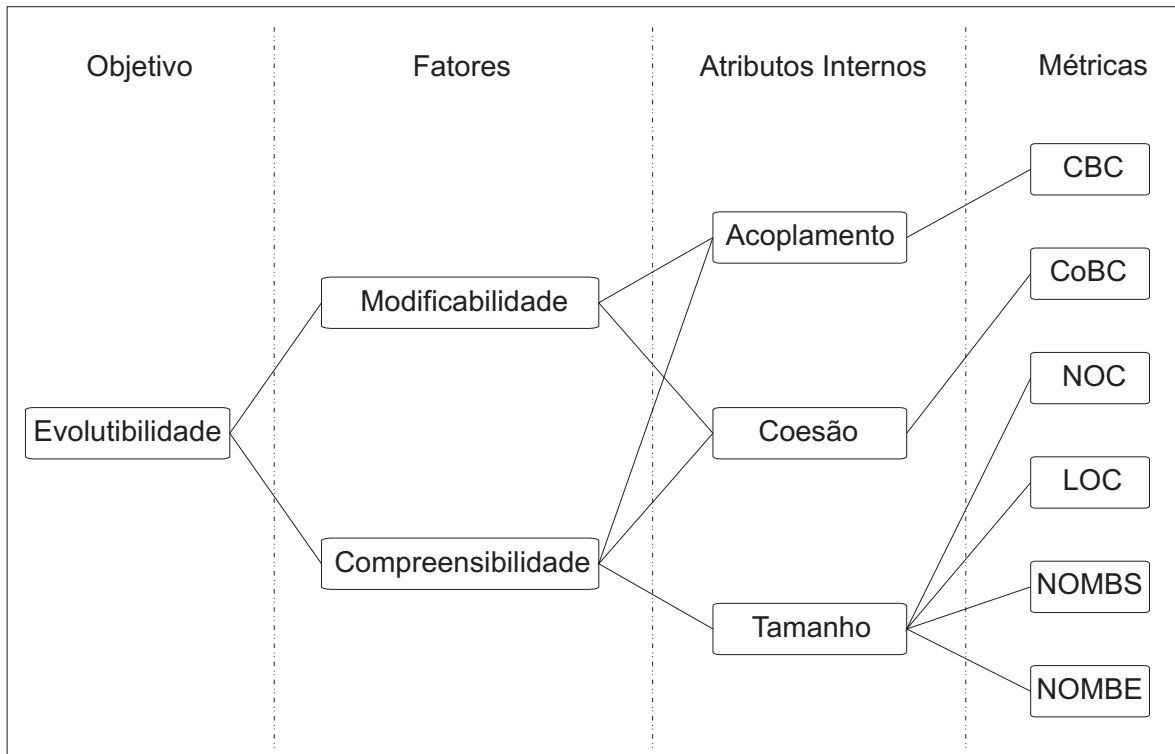 Objetivo
Fatores
Atributos Internos
Métricas
CBC
Acoplamento
CoBC
Modificabilidade
NOC
Evolutibilidade
Coesão
LOC
Compreensibilidade
NOMBS
Tamanho
NOMBE